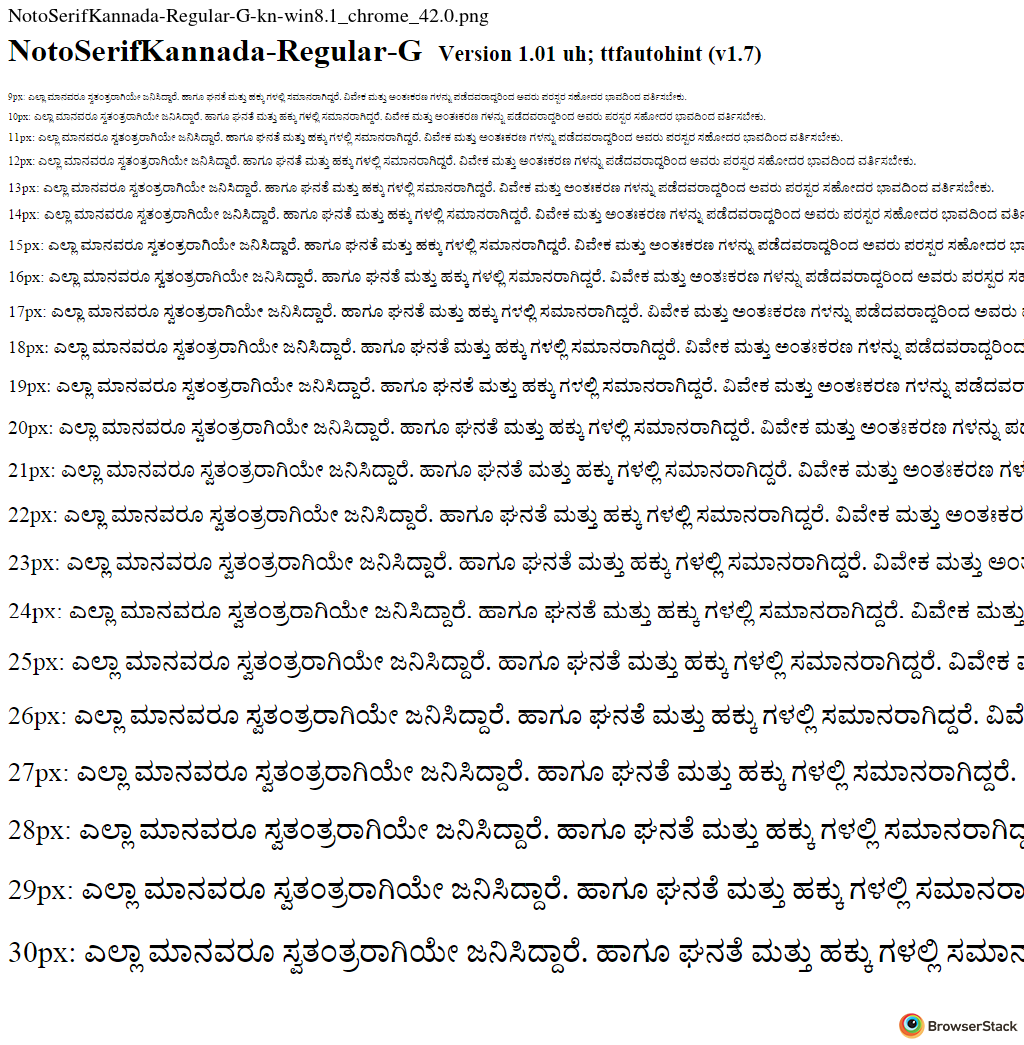 NotoSerifKannada-Regular-G-kn-win8.1_chrome_42.0.png
NotoSerifKannada-Regular-G Version 1.01 uh; ttfautohint (v1.7)
9px: ಎಲ್ಲಾ ಮಾನವರೂ ಸ್ವತಂತ್ರರಾಗಿಯೇ ಜನಿಸಿದ್ದಾರೆ. ಹಾಗೂ ಘನತೆ ಮತ್ತು ಹಕ್ಕು ಗಳಲ್ಲಿ ಸಮಾನರಾಗಿದ್ದರೆ. ವಿವೇಕ ಮತ್ತು ಅಂತಃಕರಣ ಗಳನ್ನು ಪಡೆದವರಾದ್ದರಿಂದ ಅವರು ಪರಸ್ಪರ ಸಹೋದರ ಭಾವದಿಂದ ವರ್ತಿಸಬೇಕು.
10px: ಎಲ್ಲಾ ಮಾನವರೂ ಸ್ವತಂತ್ರರಾಗಿಯೇ ಜನಿಸಿದ್ದಾರೆ. ಹಾಗೂ ಘನತೆ ಮತ್ತು ಹಕ್ಕು ಗಳಲ್ಲಿ ಸಮಾನರಾಗಿದ್ದರೆ. ವಿವೇಕ ಮತ್ತು ಅಂತಃಕರಣ ಗಳನ್ನು ಪಡೆದವರಾದ್ದರಿಂದ ಅವರು ಪರಸ್ಪರ ಸಹೋದರ ಭಾವದಿಂದ ವರ್ತಿಸಬೇಕು.
11px: ಎಲ್ಲಾ ಮಾನವರೂ ಸ್ವತಂತ್ರರಾಗಿಯೇ ಜನಿಸಿದ್ದಾರೆ. ಹಾಗೂ ಘನತೆ ಮತ್ತು ಹಕ್ಕು ಗಳಲ್ಲಿ ಸಮಾನರಾಗಿದ್ದರೆ. ವಿವೇಕ ಮತ್ತು ಅಂತಃಕರಣ ಗಳನ್ನು ಪಡೆದವರಾದ್ದರಿಂದ ಅವರು ಪರಸ್ಪರ ಸಹೋದರ ಭಾವದಿಂದ ವರ್ತಿಸಬೇಕು.
12px: ಎಲ್ಲಾ ಮಾನವರೂ ಸ್ವತಂತ್ರರಾಗಿಯೇ ಜನಿಸಿದ್ದಾರೆ. ಹಾಗೂ ಘನತೆ ಮತ್ತು ಹಕ್ಕು ಗಳಲ್ಲಿ ಸಮಾನರಾಗಿದ್ದರೆ. ವಿವೇಕ ಮತ್ತು ಅಂತಃಕರಣ ಗಳನ್ನು ಪಡೆದವರಾದ್ದರಿಂದ ಅವರು ಪರಸ್ಪರ ಸಹೋದರ ಭಾವದಿಂದ ವರ್ತಿಸಬೇಕು.
13px: ಎಲ್ಲಾ ಮಾನವರೂ ಸ್ವತಂತ್ರರಾಗಿಯೇ ಜನಿಸಿದ್ದಾರೆ. ಹಾಗೂ ಘನತೆ ಮತ್ತು ಹಕ್ಕು ಗಳಲ್ಲಿ ಸಮಾನರಾಗಿದ್ದರೆ. ವಿವೇಕ ಮತ್ತು ಅಂತಃಕರಣ ಗಳನ್ನು ಪಡೆದವರಾದ್ದರಿಂದ ಅವರು ಪರಸ್ಪರ ಸಹೋದರ ಭಾವದಿಂದ ವರ್ತಿಸಬೇಕು.
14px: ಎಲ್ಲಾ ಮಾನವರೂ ಸ್ವತಂತ್ರರಾಗಿಯೇ ಜನಿಸಿದ್ದಾರೆ. ಹಾಗೂ ಘನತೆ ಮತ್ತು ಹಕ್ಕು ಗಳಲ್ಲಿ ಸಮಾನರಾಗಿದ್ದರೆ. ವಿವೇಕ ಮತ್ತು ಅಂತಃಕರಣ ಗಳನ್ನು ಪಡೆದವರಾದ್ದರಿಂದ ಅವರು ಪರಸ್ಪರ ಸಹೋದರ ಭಾವದಿಂದ
15px: ಎಲ್ಲಾ ಮಾನವರೂ ಸ್ವತಂತ್ರರಾಗಿಯೇ ಜನಿಸಿದ್ದಾರೆ. ಹಾಗೂ ಘನತೆ ಮತ್ತು ಹಕ್ಕು ಗಳಲ್ಲಿ ಸಮಾನರಾಗಿದ್ದರೆ. ವಿವೇಕ ಮತ್ತು ಅಂತಃಕರಣ ಗಳನ್ನು ಪಡೆದವರಾದ್ದರಿಂದ ಅವರು ಪರಸ್ಪರ ಸಹೋದರ
16px: ಎಲ್ಲಾ ಮಾನವರೂ ಸ್ವತಂತ್ರರಾಗಿಯೇ ಜನಿಸಿದ್ದಾರೆ. ಹಾಗೂ ಘನತೆ ಮತ್ತು ಹಕ್ಕು ಗಳಲ್ಲಿ ಸಮಾನರಾಗಿದ್ದರೆ. ವಿವೇಕ ಮತ್ತು ಅಂತಃಕರಣ ಗಳನ್ನು ಪಡೆದವರಾದ್ದರಿಂದ ಅವರು ಪರಸ್ಪರ
17px: ಎಲ್ಲಾ ಮಾನವರೂ ಸ್ವತಂತ್ರರಾಗಿಯೇ ಜನಿಸಿದ್ದಾರೆ. ಹಾಗೂ ಘನತೆ ಮತ್ತು ಹಕ್ಕು ಗಳಲ್ಲಿ ಸಮಾನರಾಗಿದ್ದರೆ. ವಿವೇಕ ಮತ್ತು ಅಂತಃಕರಣ ಗಳನ್ನು ಪಡೆದವರಾದ್ದರಿಂದ ಅವರು
18px: ಎಲ್ಲಾ ಮಾನವರೂ ಸ್ವತಂತ್ರರಾಗಿಯೇ ಜನಿಸಿದ್ದಾರೆ. ಹಾಗೂ ಘನತೆ ಮತ್ತು ಹಕ್ಕು ಗಳಲ್ಲಿ ಸಮಾನರಾಗಿದ್ದರೆ. ವಿವೇಕ ಮತ್ತು ಅಂತಃಕರಣ ಗಳನ್ನು ಪಡೆದವರಾದ್ದರಿಂದ
19px: ಎಲ್ಲಾ ಮಾನವರೂ ಸ್ವತಂತ್ರರಾಗಿಯೇ ಜನಿಸಿದ್ದಾರೆ. ಹಾಗೂ ಘನತೆ ಮತ್ತು ಹಕ್ಕು ಗಳಲ್ಲಿ ಸಮಾನರಾಗಿದ್ದರೆ. ವಿವೇಕ ಮತ್ತು ಅಂತಃಕರಣ ಗಳನ್ನು ಪಡೆದವರ
20px: ಎಲ್ಲಾ ಮಾನವರೂ ಸ್ವತಂತ್ರರಾಗಿಯೇ ಜನಿಸಿದ್ದಾರೆ. ಹಾಗೂ ಘನತೆ ಮತ್ತು ಹಕ್ಕು ಗಳಲ್ಲಿ ಸಮಾನರಾಗಿದ್ದರೆ. ವಿವೇಕ ಮತ್ತು ಅಂತಃಕರಣ ಗಳನ್ನು
21px: ಎಲ್ಲಾ ಮಾನವರೂ ಸ್ವತಂತ್ರರಾಗಿಯೇ ಜನಿಸಿದ್ದಾರೆ. ಹಾಗೂ ಘನತೆ ಮತ್ತು ಹಕ್ಕು ಗಳಲ್ಲಿ ಸಮಾನರಾಗಿದ್ದರೆ. ವಿವೇಕ ಮತ್ತು ಅಂತಃಕರಣ
22px: ಎಲ್ಲಾ ಮಾನವರೂ ಸ್ವತಂತ್ರರಾಗಿಯೇ ಜನಿಸಿದ್ದಾರೆ. ಹಾಗೂ ಘನತೆ ಮತ್ತು ಹಕ್ಕು ಗಳಲ್ಲಿ ಸಮಾನರಾಗಿದ್ದರೆ. ವಿವೇಕ ಮತ್ತು ಅಂತಃಕರ
23px: ಎಲ್ಲಾ ಮಾನವರೂ ಸ್ವತಂತ್ರರಾಗಿಯೇ ಜನಿಸಿದ್ದಾರೆ. ಹಾಗೂ ಘನತೆ ಮತ್ತು ಹಕ್ಕು ಗಳಲ್ಲಿ ಸಮಾನರಾಗಿದ್ದರೆ. ವಿವೇಕ ಮತ್ತು ಅಂ
24px: ಎಲ್ಲಾ ಮಾನವರೂ ಸ್ವತಂತ್ರರಾಗಿಯೇ ಜನಿಸಿದ್ದಾರೆ. ಹಾಗೂ ಘನತೆ ಮತ್ತು ಹಕ್ಕು ಗಳಲ್ಲಿ ಸಮಾನರಾಗಿದ್ದರೆ. ವಿವೇಕ ಮತ್ತು
25px: ಎಲ್ಲಾ ಮಾನವರೂ ಸ್ವತಂತ್ರರಾಗಿಯೇ ಜನಿಸಿದ್ದಾರೆ. ಹಾಗೂ ಘನತೆ ಮತ್ತು ಹಕ್ಕು ಗಳಲ್ಲಿ ಸಮಾನರಾಗಿದ್ದರೆ. ವಿವೇಕ
26px: ಎಲ್ಲಾ ಮಾನವರೂ ಸ್ವತಂತ್ರರಾಗಿಯೇ ಜನಿಸಿದ್ದಾರೆ. ಹಾಗೂ ಘನತೆ ಮತ್ತು ಹಕ್ಕು ಗಳಲ್ಲಿ ಸಮಾನರಾಗಿದ್ದರೆ. ವಿವೇ
27px: ಎಲ್ಲಾ ಮಾನವರೂ ಸ್ವತಂತ್ರರಾಗಿಯೇ ಜನಿಸಿದ್ದಾರೆ. ಹಾಗೂ ಘನತೆ ಮತ್ತು ಹಕ್ಕು ಗಳಲ್ಲಿ ಸಮಾನರಾಗಿದ್ದರೆ.
28px: ಎಲ್ಲಾ ಮಾನವರೂ ಸ್ವತಂತ್ರರಾಗಿಯೇ ಜನಿಸಿದ್ದಾರೆ. ಹಾಗೂ ಘನತೆ ಮತ್ತು ಹಕ್ಕು ಗಳಲ್ಲಿ ಸಮಾನರಾಗಿದ್ದ
29px: ಎಲ್ಲಾ ಮಾನವರೂ ಸ್ವತಂತ್ರರಾಗಿಯೇ ಜನಿಸಿದ್ದಾರೆ. ಹಾಗೂ ಘನತೆ ಮತ್ತು ಹಕ್ಕು ಗಳಲ್ಲಿ ಸಮಾನರಾ
30px: ಎಲ್ಲಾ ಮಾನವರೂ ಸ್ವತಂತ್ರರಾಗಿಯೇ ಜನಿಸಿದ್ದಾರೆ. ಹಾಗೂ ಘನತೆ ಮತ್ತು ಹಕ್ಕು ಗಳಲ್ಲಿ ಸಮಾನ
BrowserStack